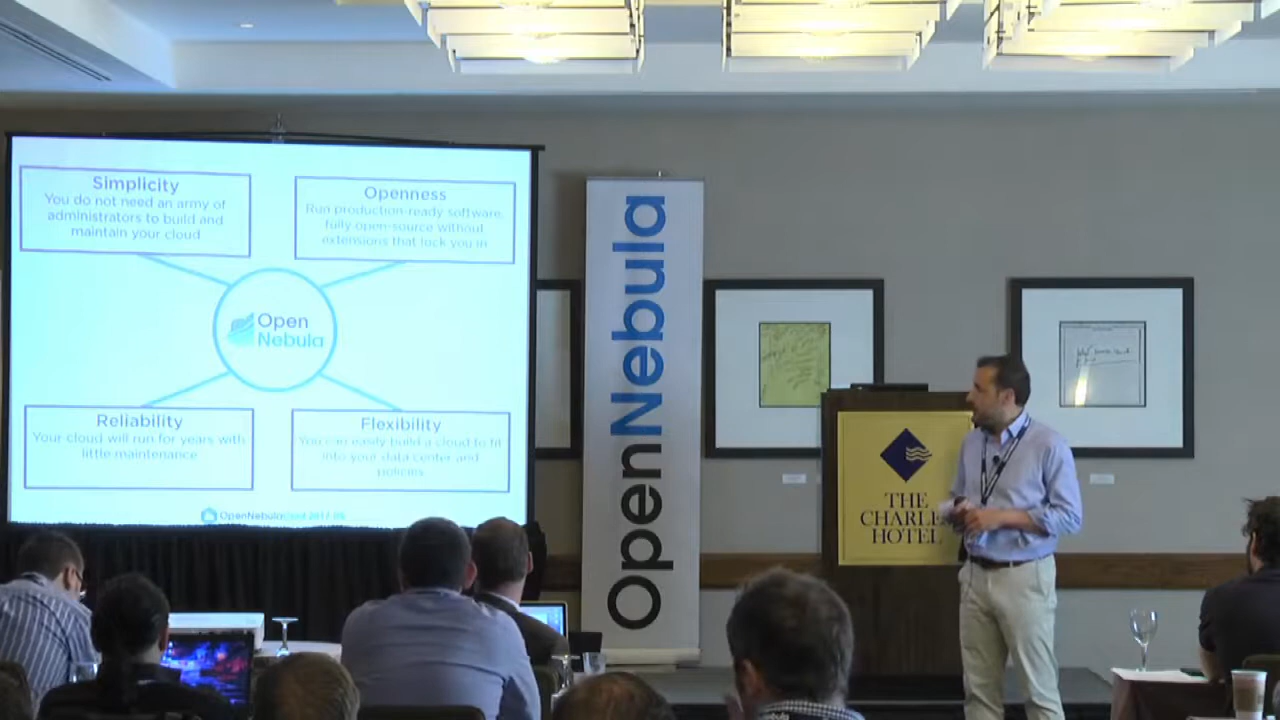 Simplicity
You do not need an army of
administrators to build and
maintain your cloud
Openness
Run production-ready software,
fully open-source without
extensions that lock you in
Open
Nebula
Reliability
Your cloud will run for years with
little maintenance
Flexibility
You can easily build a cloud to fit
into your data center and
policies
OpenNebula
OpenNebula
THE
CHARLE
HOTEL